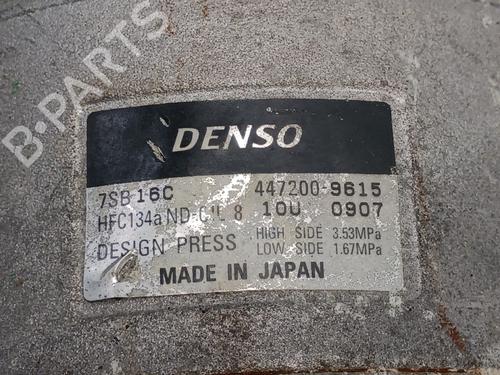 B-PARTS
DENSO
7SB16C 447200-9615
HFC134a ND-OIL 8 10U 0907
DESIGN PRESS HIGH SIDE 3.53MPa
LOW SIDE 1.67MPa
MADE IN JAPAN